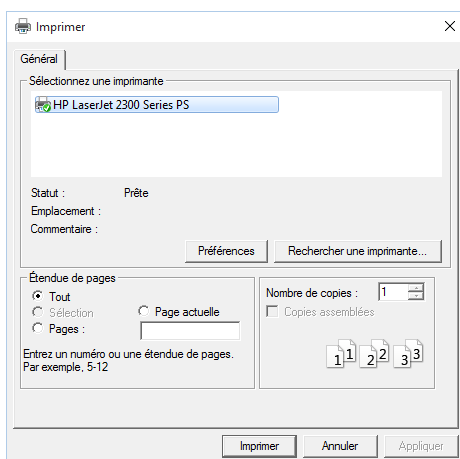 Imprimer
Général
Sélectionnez une imprimante
HP LaserJet 2300 Series PS
Statut : Prête
Emplacement :
Commentaire :
Préférences Rechercher une imprimante...
Étendue de pages
Tout
Sélection Page actuelle
Pages :
Entrez un numéro ou une étendue de pages.
Par exemple, 5-12
Nombre de copies : 1
Copies assemblées
1 1 2 2 3 3
Imprimer Annuler Appliquer